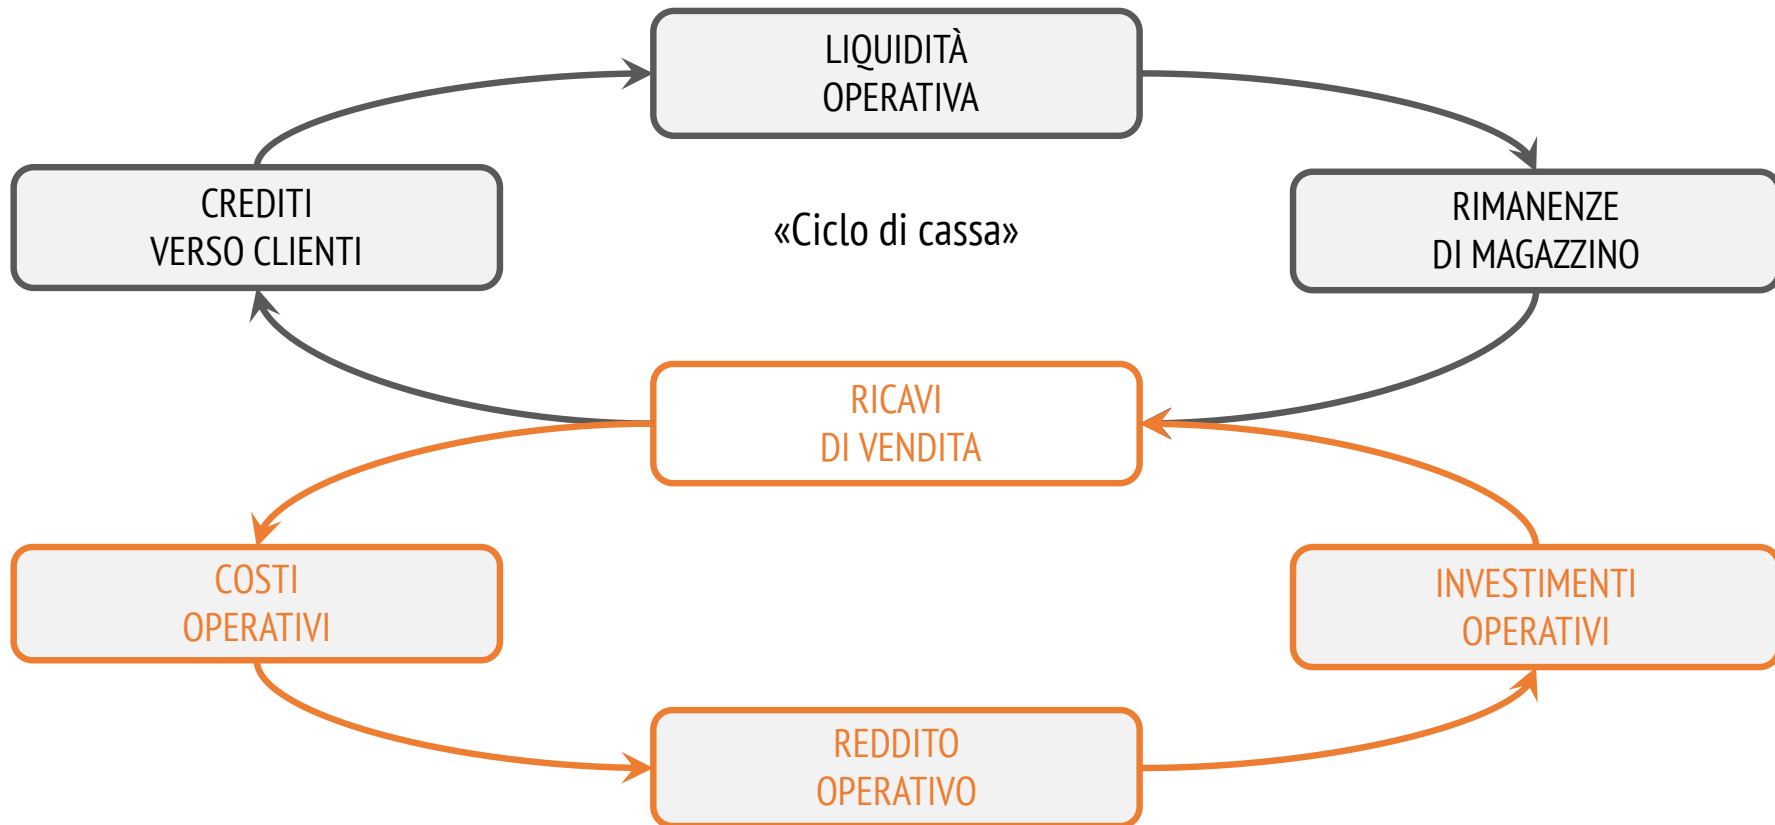 LIQUIDITÀ
OPERATIVA
CREDITI
VERSO CLIENTI
«Ciclo di cassa»
RIMANENZE
DI MAGAZZINO
RICAVI
DI VENDITA
COSTI
OPERATIVI
INVESTIMENTI
OPERATIVI
REDDITO
OPERATIVO